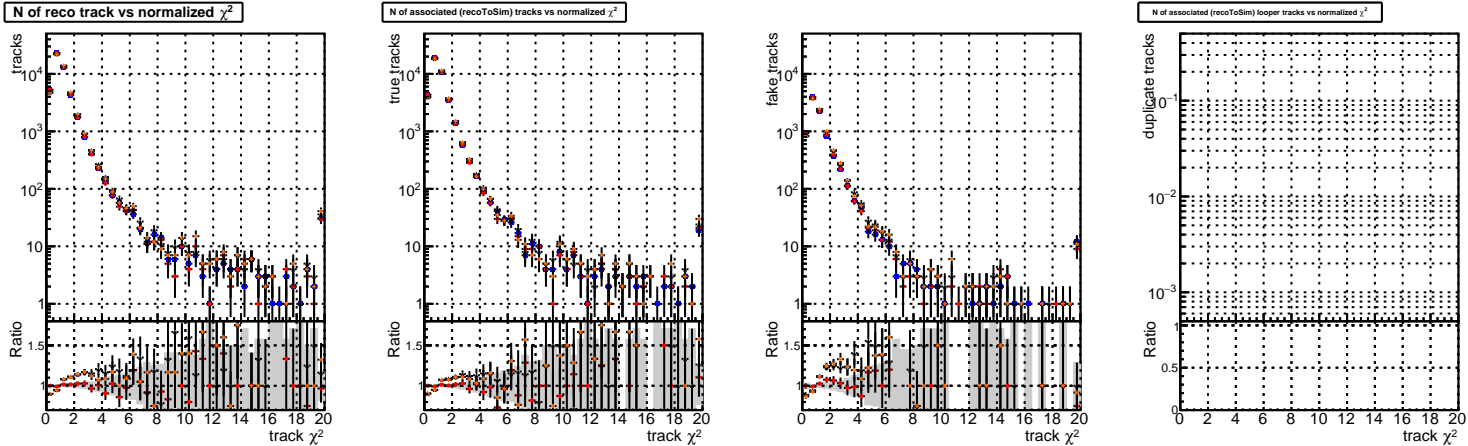 N of reco track vs normalized χ²
tracks
10⁴
10³
10²
10
1
Ratio
1.5
1
0 2 4 6 8 10 12 14 16 18 20
track χ²
N of associated (recoToSim) tracks vs normalized χ²
true tracks
10⁴
10³
10²
10
1
Ratio
1.5
1
0 2 4 6 8 10 12 14 16 18 20
track χ²
fake tracks
10⁴
10³
10²
10
1
Ratio
1.5
1
0 2 4 6 8 10 12 14 16 18 20
track χ²
N of associated (recoToSim) looper tracks vs normalized χ²
duplicate tracks
10⁻¹
10⁻²
10⁻³
Ratio
1
0.5
0
0 2 4 6 8 10 12 14 16 18 20
track χ²